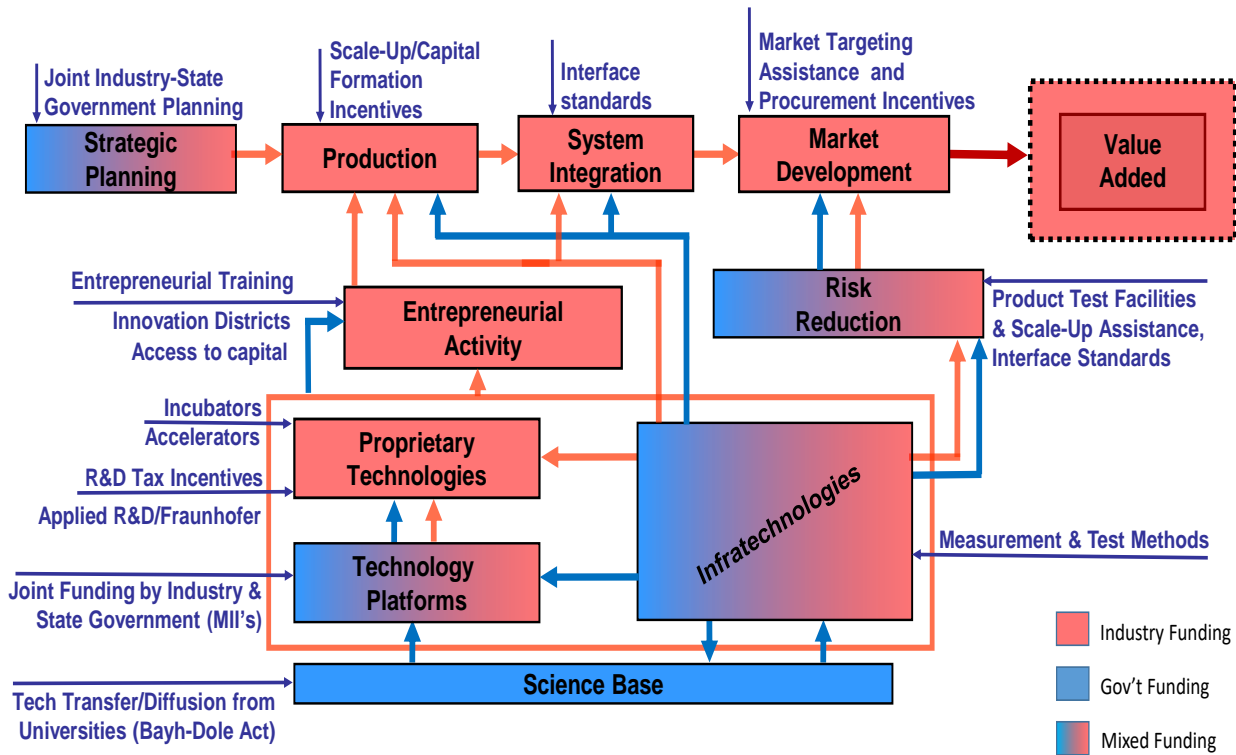 Joint Industry-State
Government Planning
Scale-Up/Capital
Formation
Incentives
Interface
standards
Market Targeting
Assistance and
Procurement Incentives
Strategic
Planning
Production
System
Integration
Market
Development
Value
Added
Entrepreneurial Training
Innovation Districts
Access to capital
Entrepreneurial
Activity
Risk
Reduction
Product Test Facilities
& Scale-Up Assistance,
Interface Standards
Incubators
Accelerators
R&D Tax Incentives
Applied R&D/Fraunhofer
Proprietary
Technologies
Infratechnologies
Measurement & Test Methods
Joint Funding by Industry &
State Government (MII's)
Technology
Platforms
Science Base
Tech Transfer/Diffusion from
Universities (Bayh-Dole Act)
Industry Funding
Gov't Funding
Mixed Funding